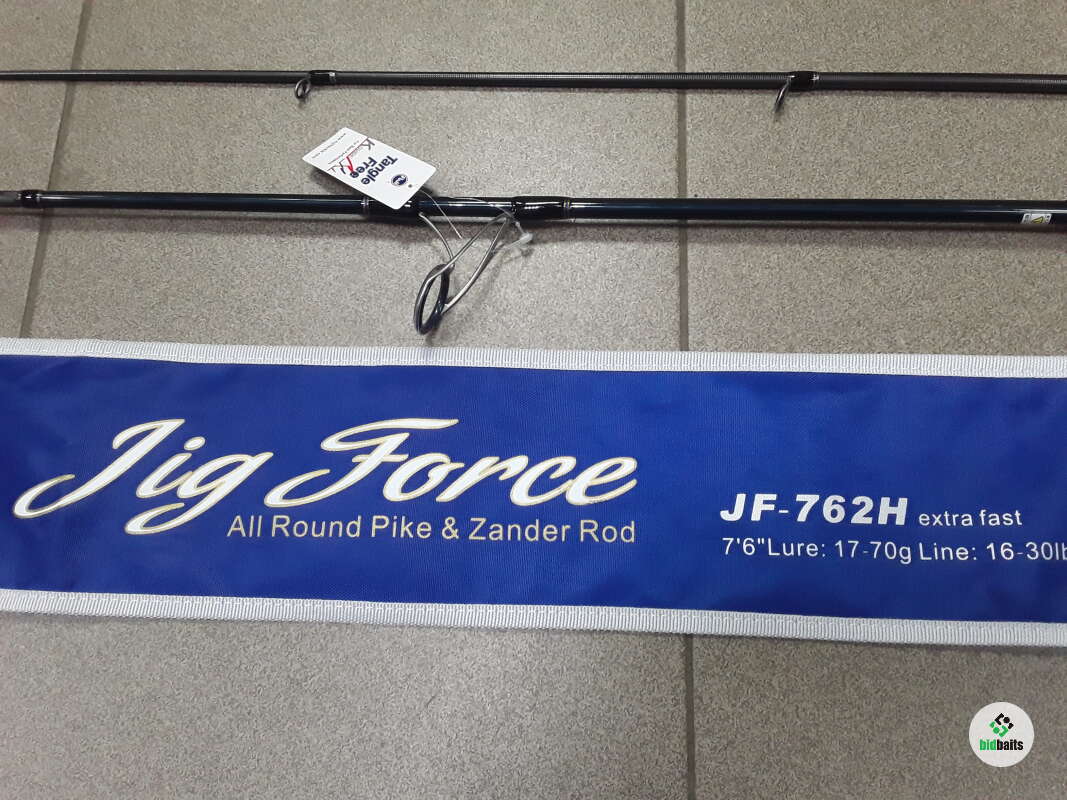 Tangle
Free
Jig Force
All Round Pike & Zander Rod
JF-762H extra fast
7'6"Lure: 17-70g Line: 16-30lb
bidbaits